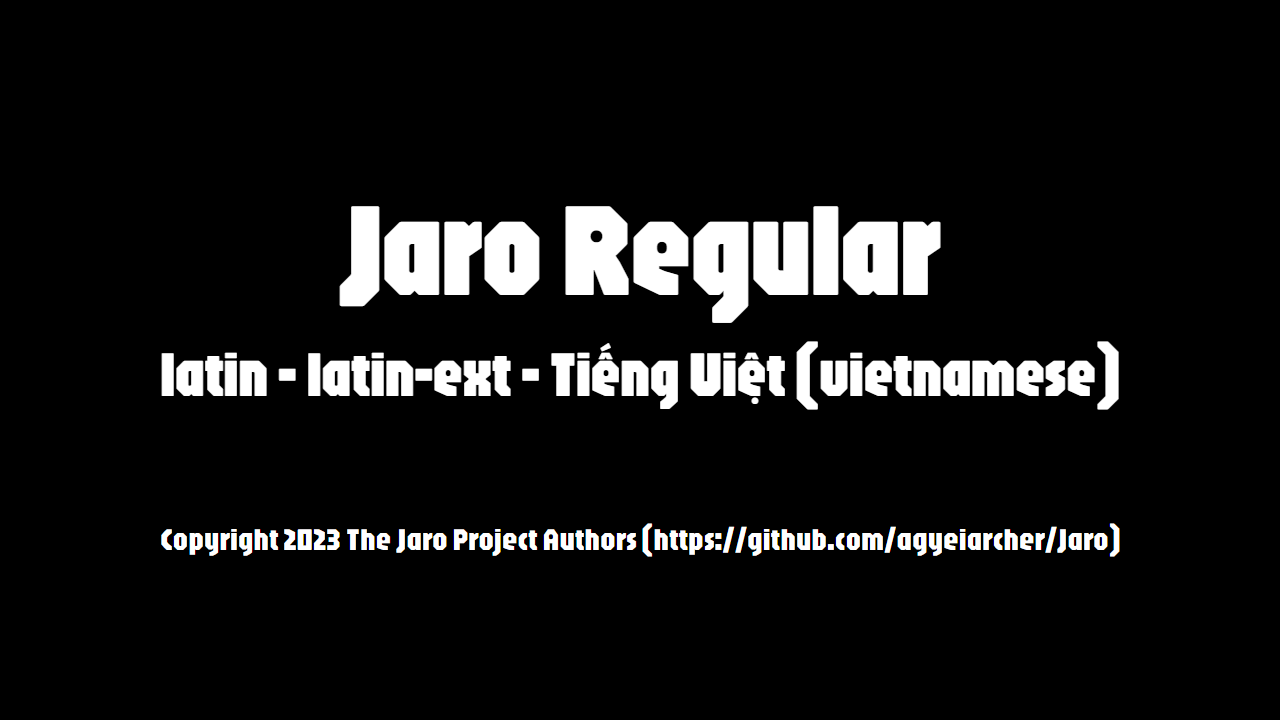 Jaro Regular
latin - latin-ext - Tiếng Việt (vietnamese)
Copyright 2023 The Jaro Project Authors (https://github.com/agyeiarcher/Jaro)